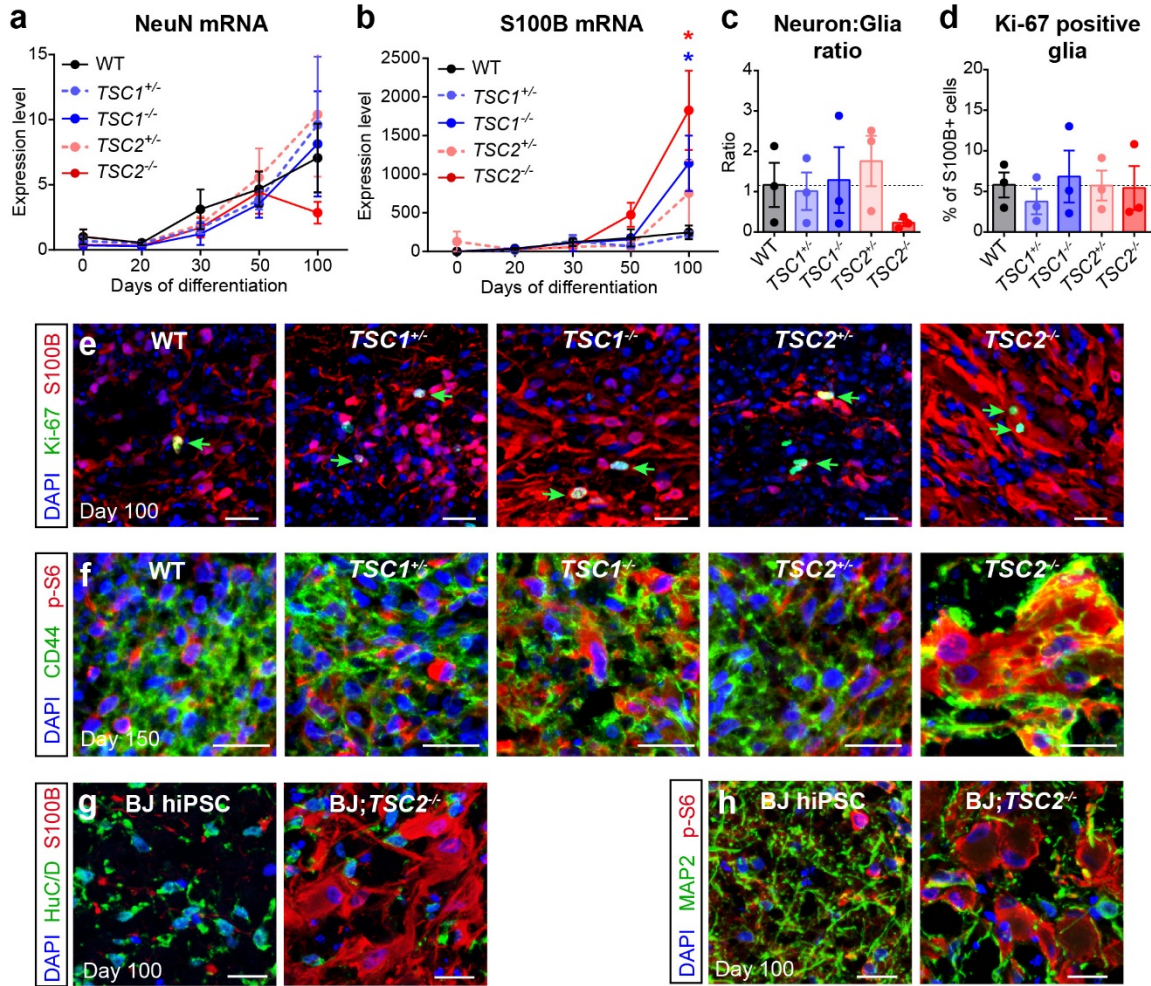 a NeuN mRNA
15
10
5
0
Expression level
WT
TSC1+/-
TSC1-/-
TSC2+/-
TSC2-/-
0 20 30 50 100
Days of differentiation
b S100B mRNA
2500
2000
1500
1000
500
0
Expression level
WT
TSC1+/-
TSC1-/-
TSC2+/-
TSC2-/-
*
*
0 20 30 50 100
Days of differentiation
c Neuron:Glia
ratio
4
3
2
1
0
Ratio
WT TSC1+/- TSC1-/- TSC2+/- TSC2-/-
d Ki-67 positive
glia
20
15
10
5
0
% of S100B+ cells
WT TSC1+/- TSC1-/- TSC2+/- TSC2-/-
DAPI Ki-67 S100B
e WT TSC1+/- TSC1-/- TSC2+/- TSC2-/-
Day 100
DAPI CD44 p-S6
f WT TSC1+/- TSC1-/- TSC2+/- TSC2-/-
Day 150
DAPI HuC/D S100B
g BJ hiPSC BJ;TSC2-/-
Day 100
DAPI MAP2 p-S6
h BJ hiPSC BJ;TSC2-/-
Day 100